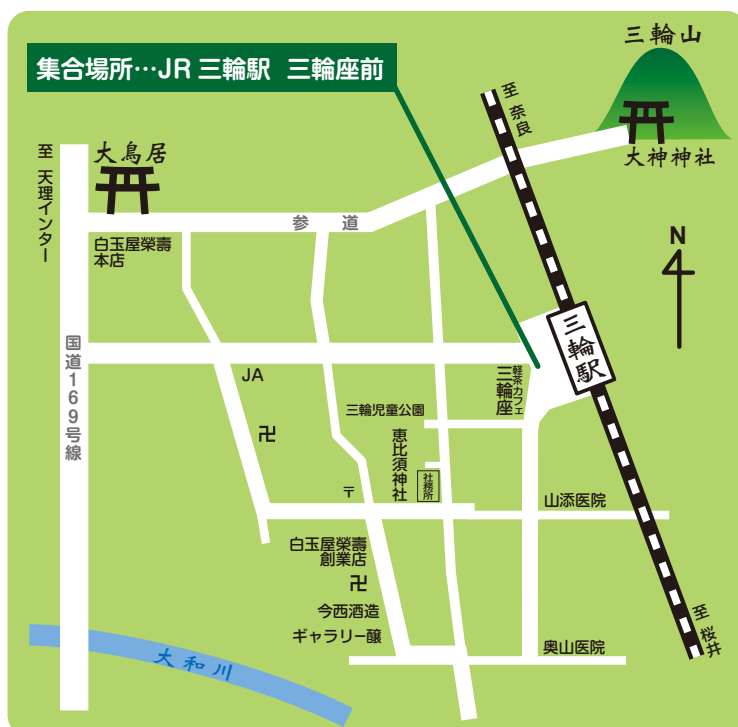 集合場所…JR 三輪駅 三輪座前
三輪山
大神神社
至 奈良
大鳥居
至 天理インター
参道
白玉屋榮壽
本店
N
三輪駅
国道169号線
JA
軽茶カフェ
三輪座
三輪児童公園
恵比須神社
社務所
卍
〒
山添医院
白玉屋榮壽
創業店
卍
今西酒造
ギャラリー醸
奥山医院
至 桜井
大和川